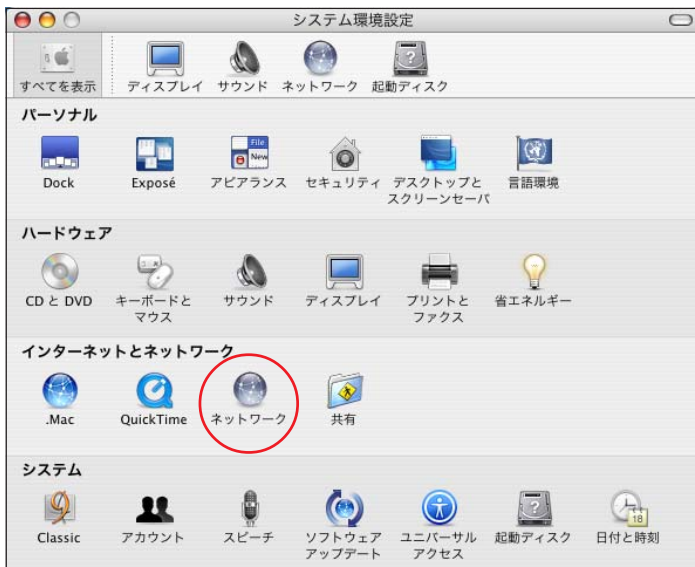 システム環境設定
すべてを表示 ディスプレイ サウンド ネットワーク 起動ディスク
パーソナル
File
New
Dock Exposé アピアランス セキュリティ デスクトップと 言語環境
スクリーンセーバ
ハードウェア
CD と DVD キーボードと サウンド ディスプレイ プリントと 省エネルギー
マウス ファクス
インターネットとネットワーク
.Mac QuickTime ネットワーク 共有
システム
18
Classic アカウント スピーチ ソフトウェア ユニバーサル 起動ディスク 日付と時刻
アップデート アクセス